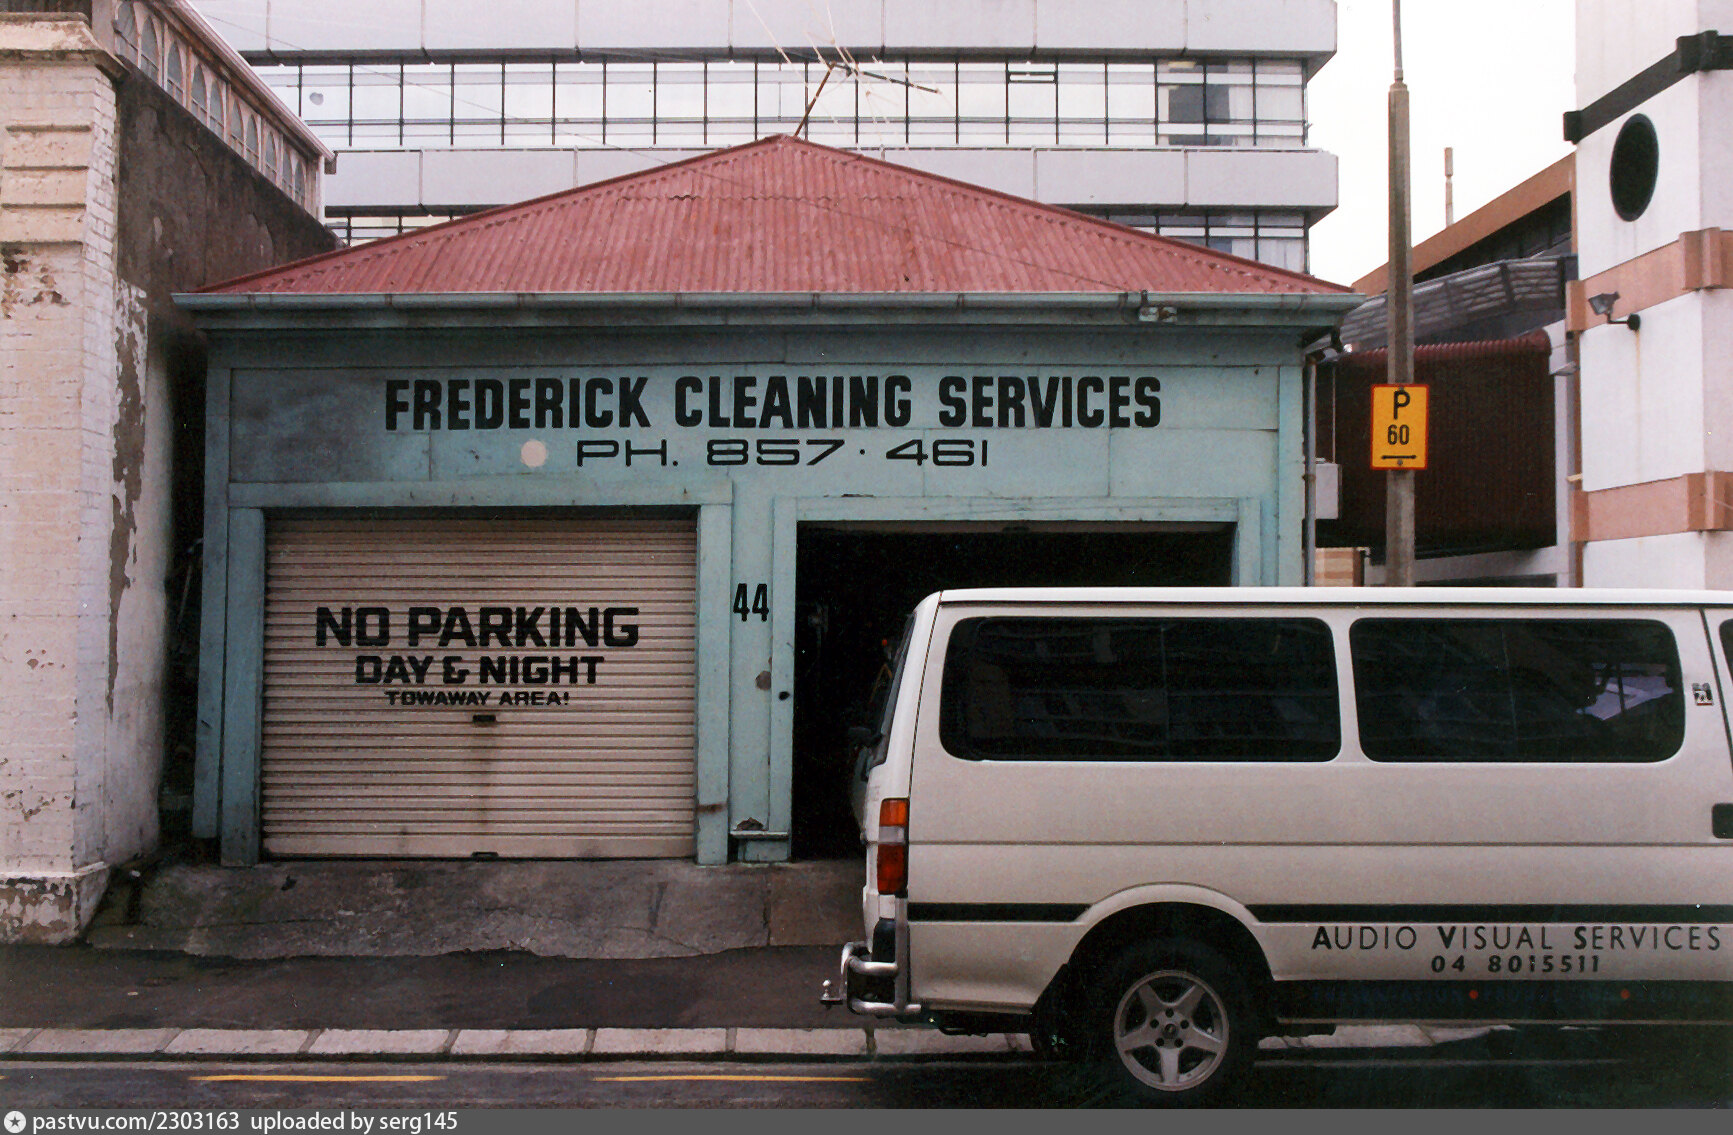 FREDERICK CLEANING SERVICES
PH. 857·461
P
60
44
NO PARKING
DAY & NIGHT
TOWAWAY AREA!
AUDIO VISUAL SERVICES
04 8015511
pastvu.com/2303163 uploaded by serg145